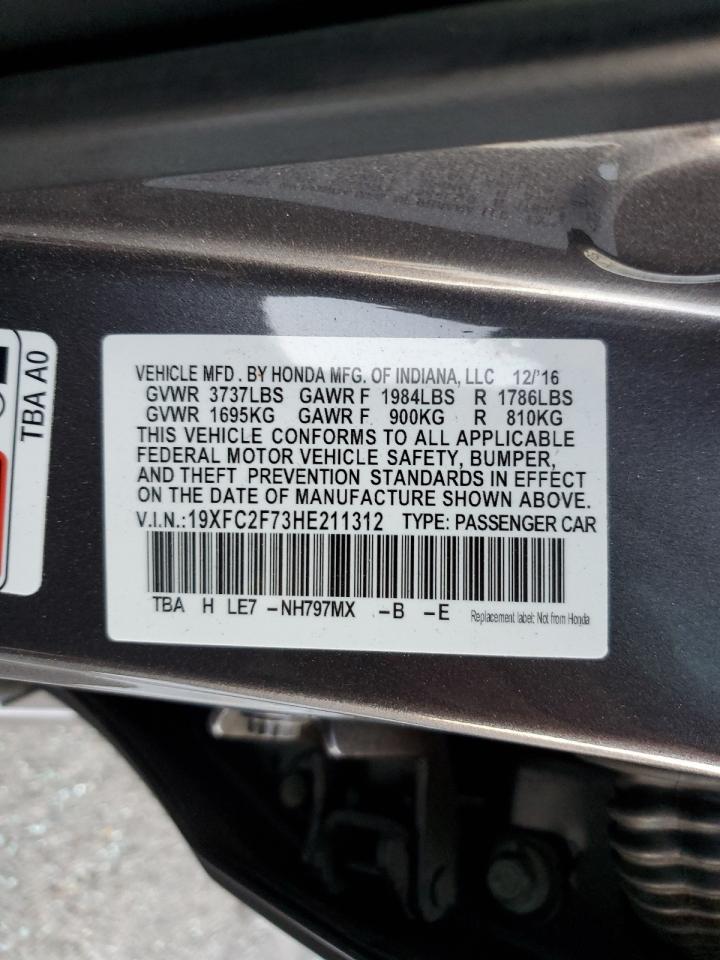 VEHICLE MFD. BY HONDA MFG. OF INDIANA, LLC 12/'16
GVWR 3737LBS GAWR F 1984LBS R 1786LBS
GVWR 1695KG GAWR F 900KG R 810KG
THIS VEHICLE CONFORMS TO ALL APPLICABLE
FEDERAL MOTOR VEHICLE SAFETY, BUMPER,
AND THEFT PREVENTION STANDARDS IN EFFECT
ON THE DATE OF MANUFACTURE SHOWN ABOVE.
V.I.N.:19XFC2F73HE211312 TYPE: PASSENGER CAR
TBA H LE7 -NH797MX -B -E
Replacement label: Not from Honda
TBA A0